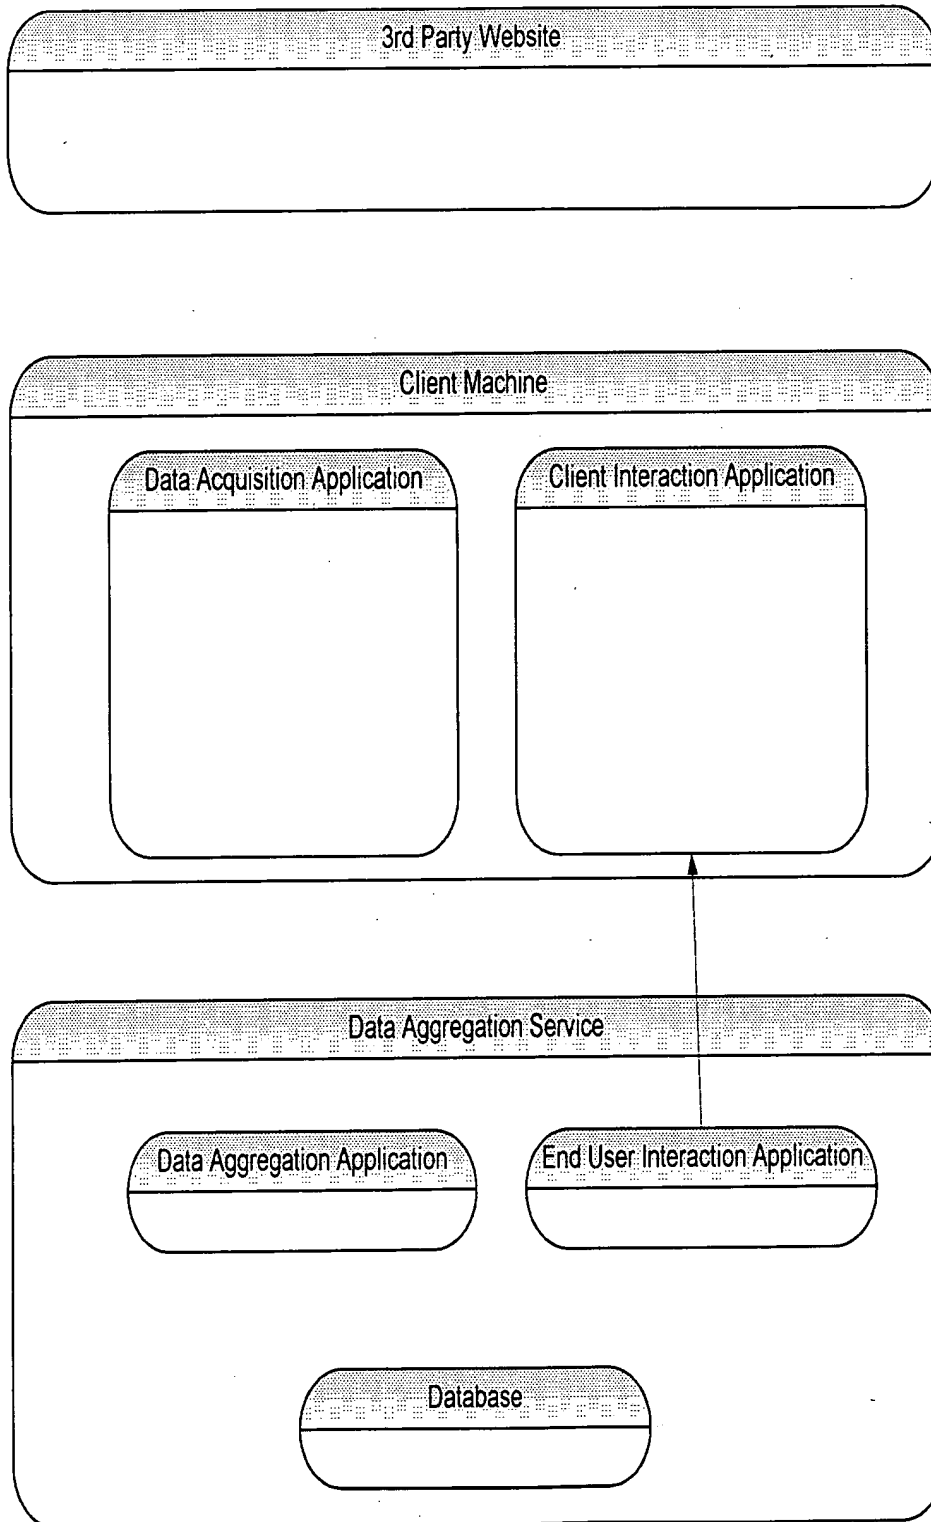 3rd Party Website
Client Machine
Data Acquisition Application
Client Interaction Application
Data Aggregation Service
Data Aggregation Application
End User Interaction Application
Database